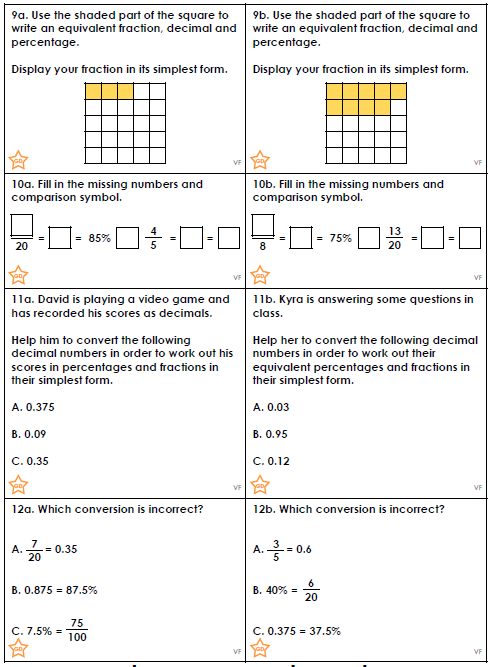 9a. Use the shaded part of the square to
write an equivalent fraction, decimal and
percentage.
Display your fraction in its simplest form.
GD
VF
9b. Use the shaded part of the square to
write an equivalent fraction, decimal and
percentage.
Display your fraction in its simplest form.
GD
VF
10a. Fill in the missing numbers and
comparison symbol.
□/20 = □ = 85% □ 4/5 = □ = □
GD
VF
10b. Fill in the missing numbers and
comparison symbol.
□/8 = □ = 75% □ 13/20 = □ = □
GD
VF
11a. David is playing a video game and
has recorded his scores as decimals.
Help him to convert the following
decimal numbers in order to work out his
scores in percentages and fractions in
their simplest form.
A. 0.375
B. 0.09
C. 0.35
GD
VF
11b. Kyra is answering some questions in
class.
Help her to convert the following decimal
numbers in order to work out their
equivalent percentages and fractions in
their simplest form.
A. 0.03
B. 0.95
C. 0.12
GD
VF
12a. Which conversion is incorrect?
A. 7/20 = 0.35
B. 0.875 = 87.5%
C. 7.5% = 75/100
GD
VF
12b. Which conversion is incorrect?
A. 3/5 = 0.6
B. 40% = 6/20
C. 0.375 = 37.5%
GD
VF